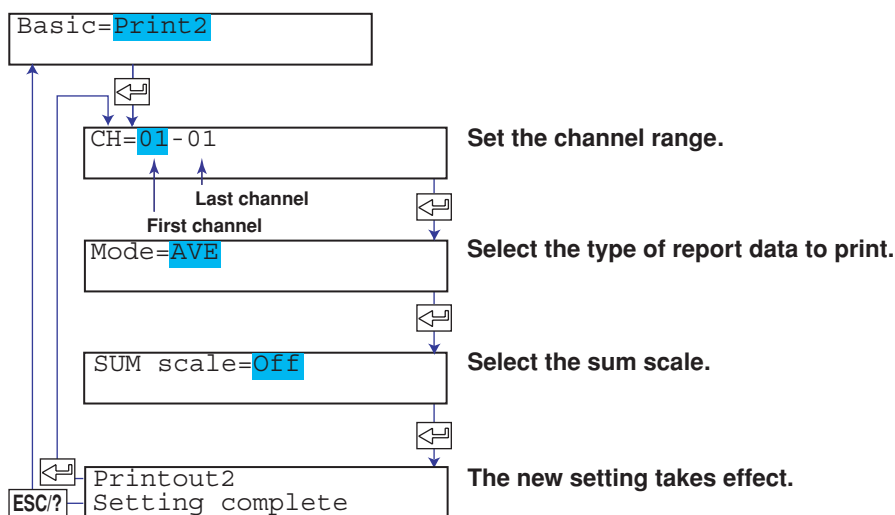 Basic=Print2
CH=01-01
Set the channel range.
Last channel
First channel
Mode=AVE
Select the type of report data to print.
SUM scale=Off
Select the sum scale.
Printout2
Setting complete
The new setting takes effect.
ESC/?